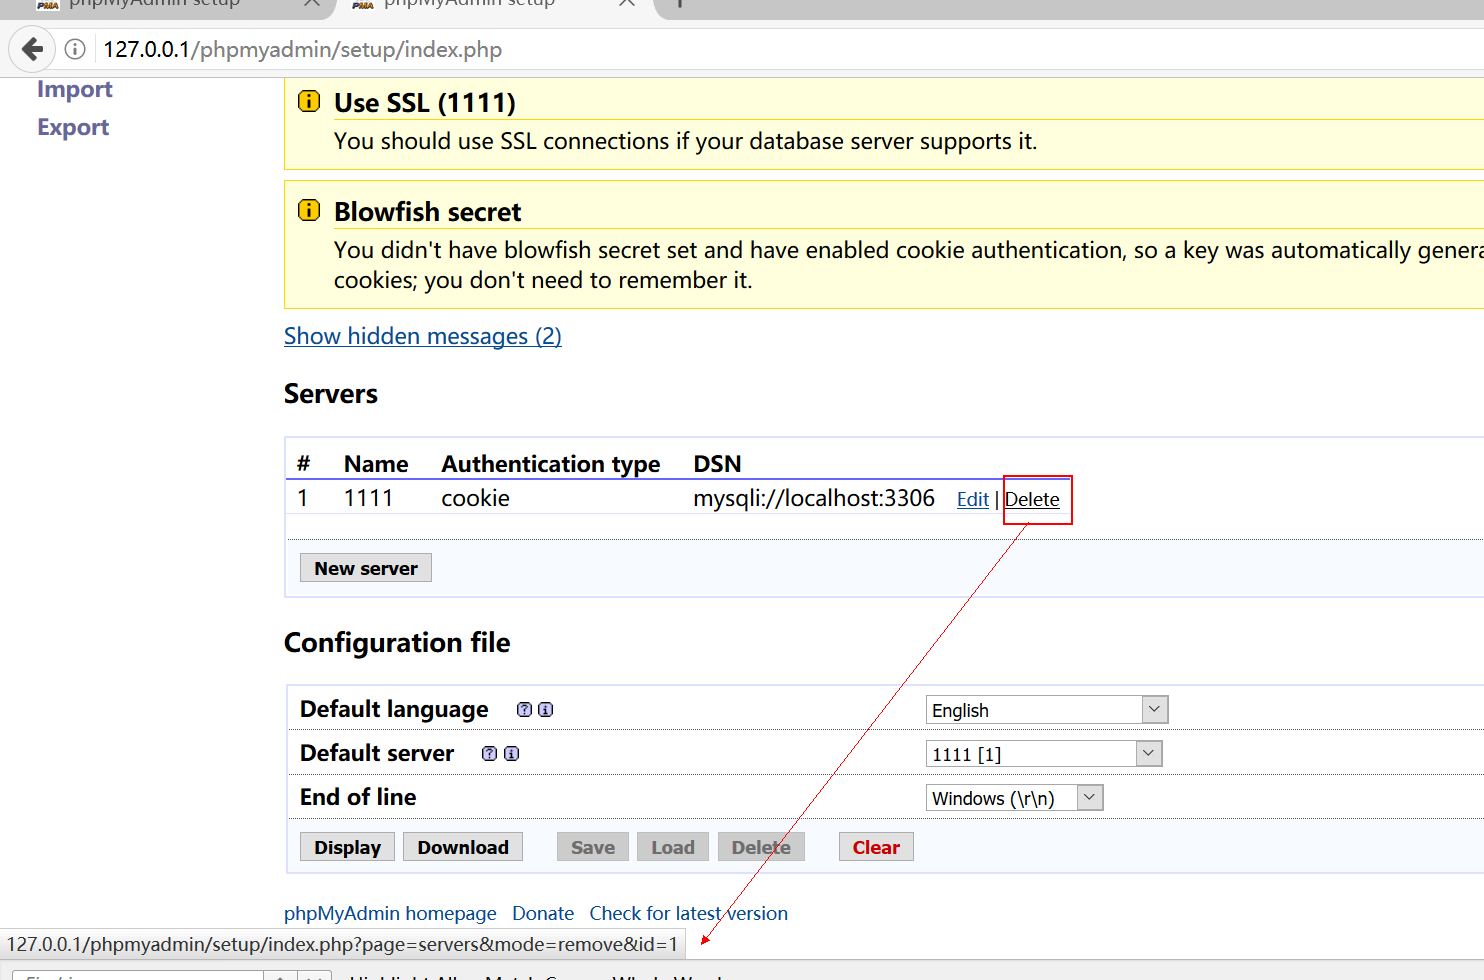 phpMyAdmin setup phpMyAdmin setup
127.0.0.1/phpmyadmin/setup/index.php
Import
Export
Use SSL (1111)
You should use SSL connections if your database server supports it.
Blowfish secret
You didn't have blowfish secret set and have enabled cookie authentication, so a key was automatically genera
cookies; you don't need to remember it.
Show hidden messages (2)
Servers
# Name Authentication type DSN
1 1111 cookie mysqli://localhost:3306 Edit | Delete
New server
Configuration file
Default language English
Default server 1111 [1]
End of line Windows (\r\n)
Display Download Save Load Delete Clear
phpMyAdmin homepage Donate Check for latest version
127.0.0.1/phpmyadmin/setup/index.php?page=servers&mode=remove&id=1